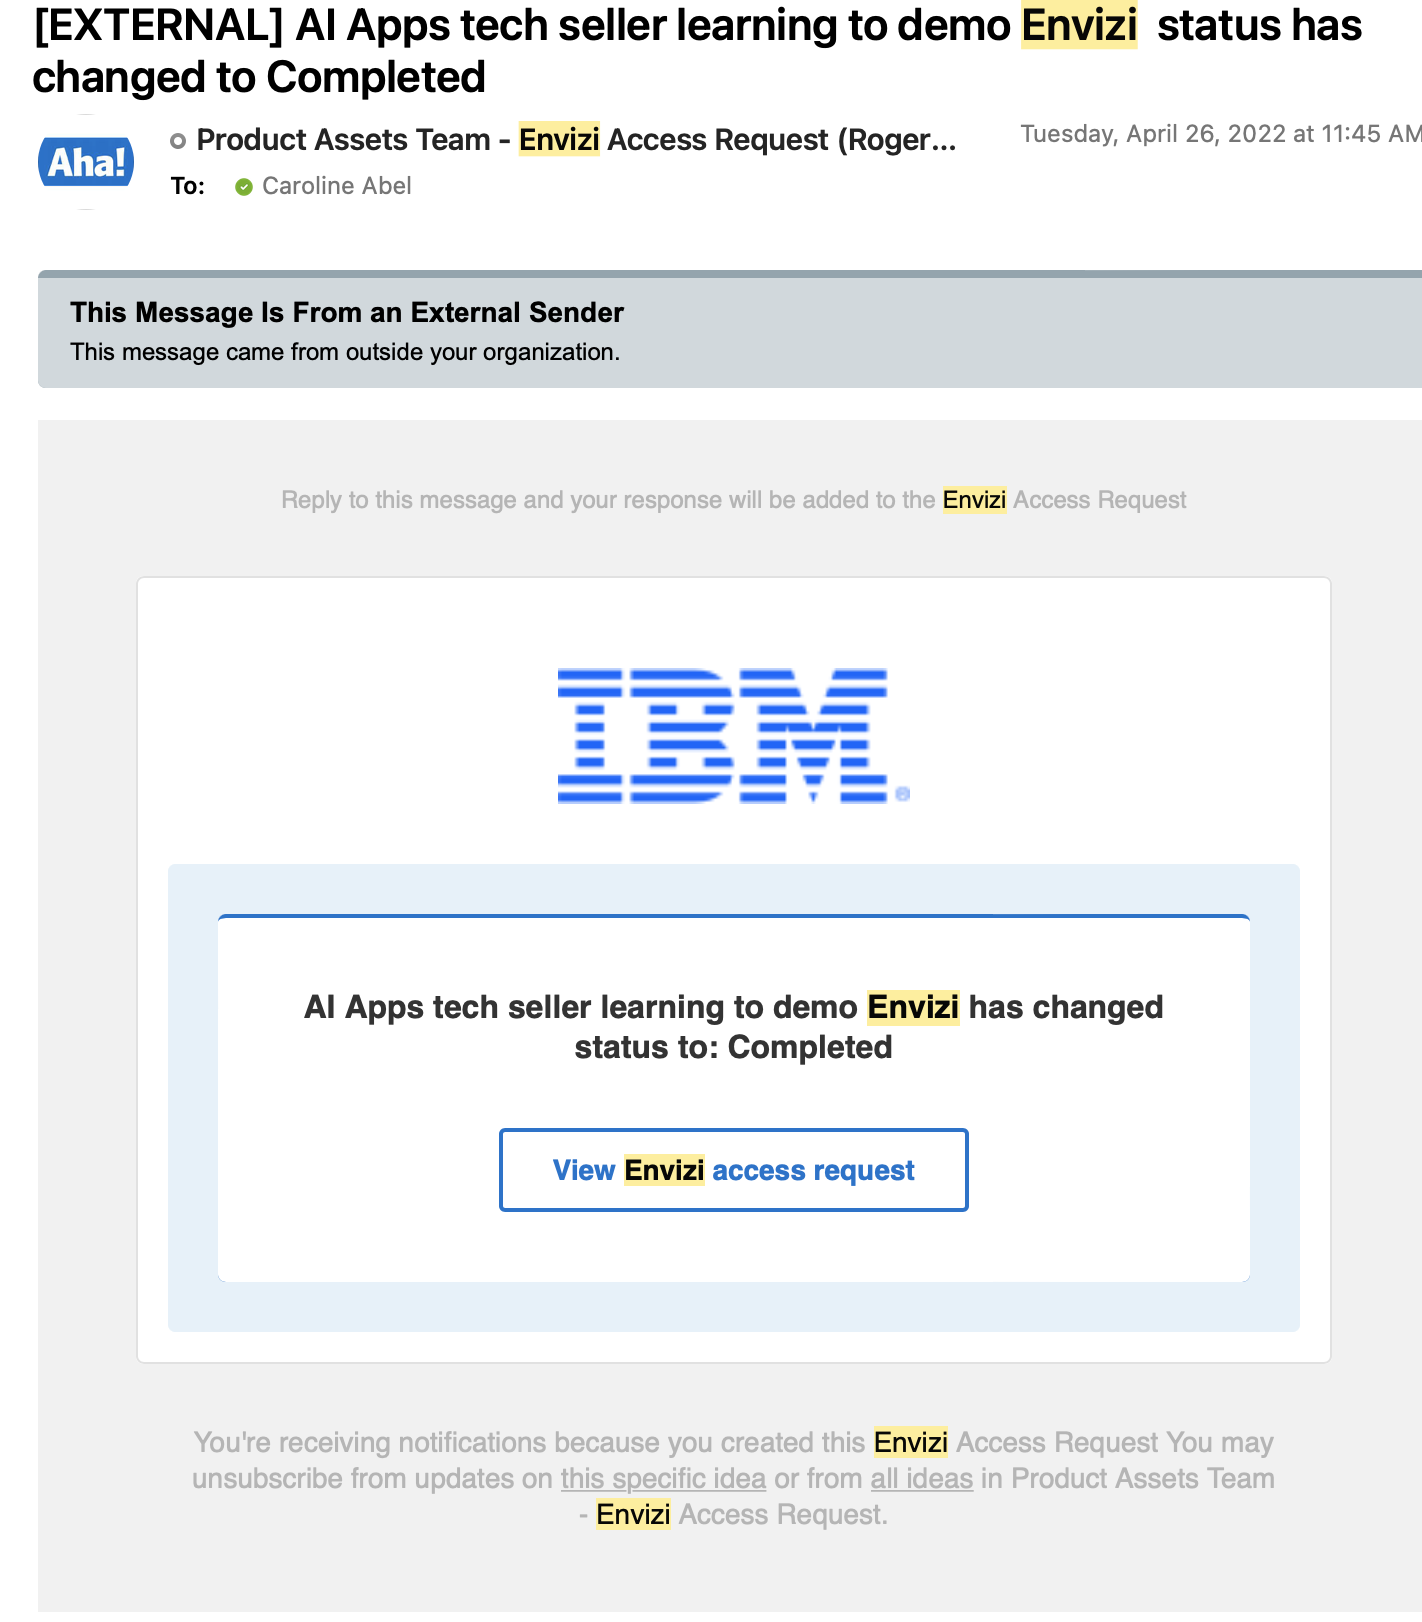 [EXTERNAL] AI Apps tech seller learning to demo Envizi status has
changed to Completed
Aha!
Product Assets Team - Envizi Access Request (Roger...
Tuesday, April 26, 2022 at 11:45 AM
To: Caroline Abel
This Message Is From an External Sender
This message came from outside your organization.
Reply to this message and your response will be added to the Envizi Access Request
IBM®
AI Apps tech seller learning to demo Envizi has changed
status to: Completed
View Envizi access request
You're receiving notifications because you created this Envizi Access Request You may
unsubscribe from updates on this specific idea or from all ideas in Product Assets Team
- Envizi Access Request.